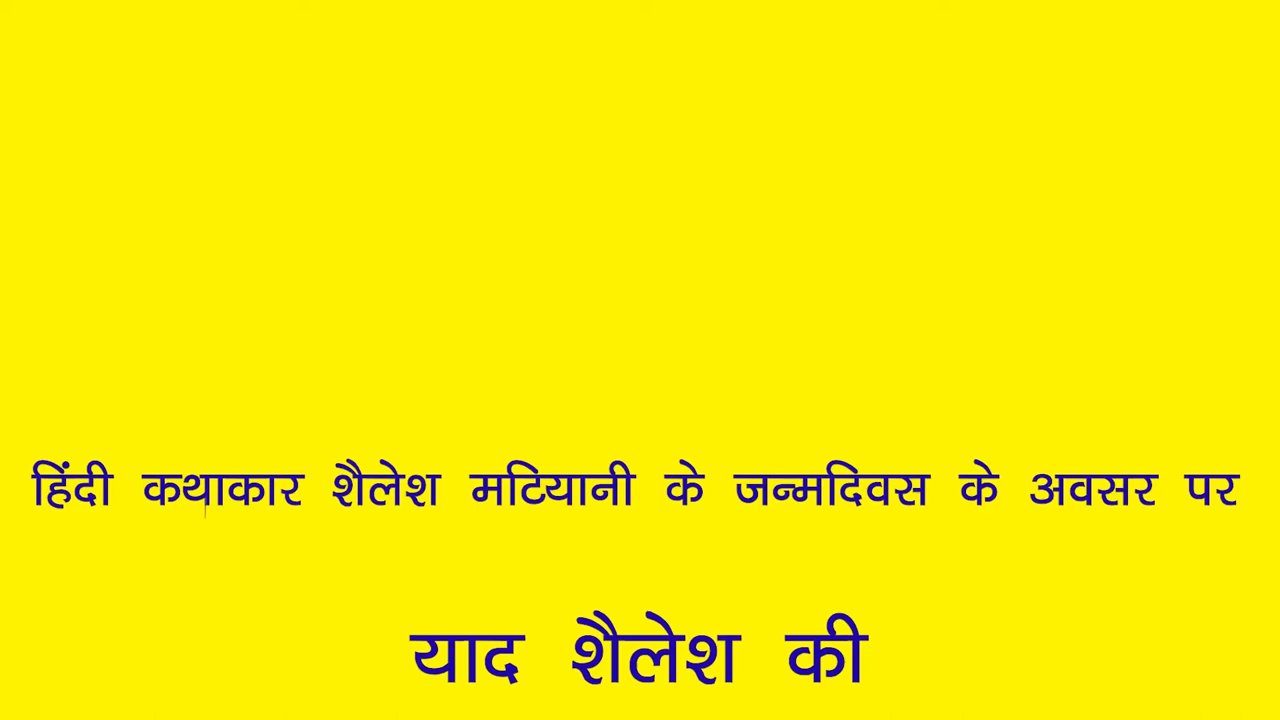 हिंदी कथाकार शैलेश मटियानी के जन्मदिवस के अवसर पर
याद शैलेश की